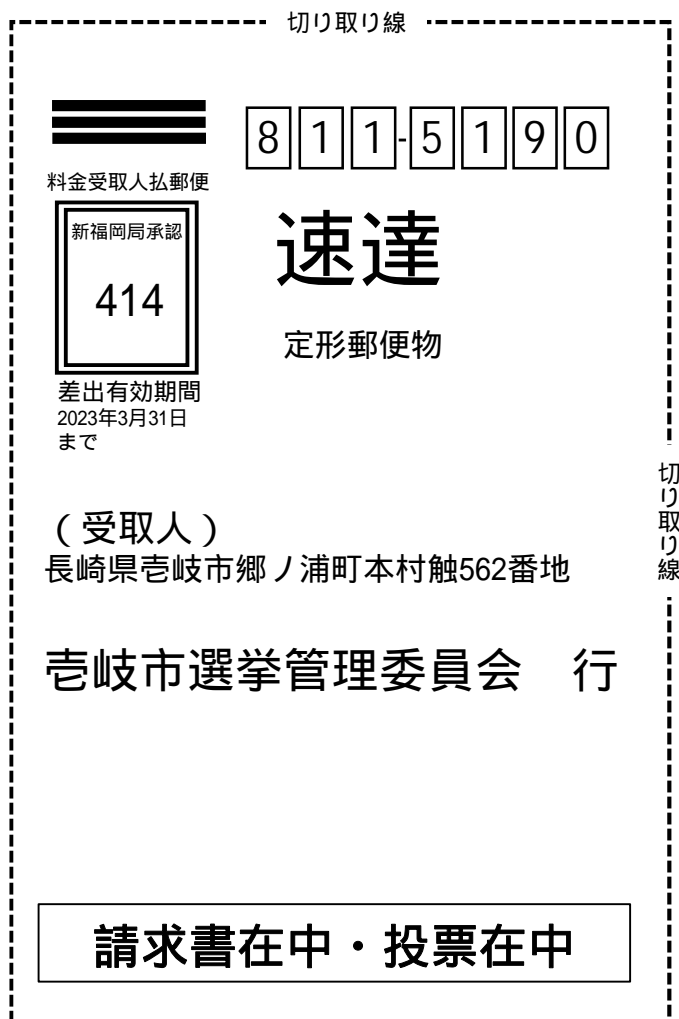 切り取り線
811-5190
料金受取人払郵便
新福岡局承認
414
速達
定形郵便物
差出有効期間
2023年3月31日
まで
切り取り線
（受取人）
長崎県壱岐市郷ノ浦町本村触562番地
壱岐市選挙管理委員会　行
請求書在中・投票在中